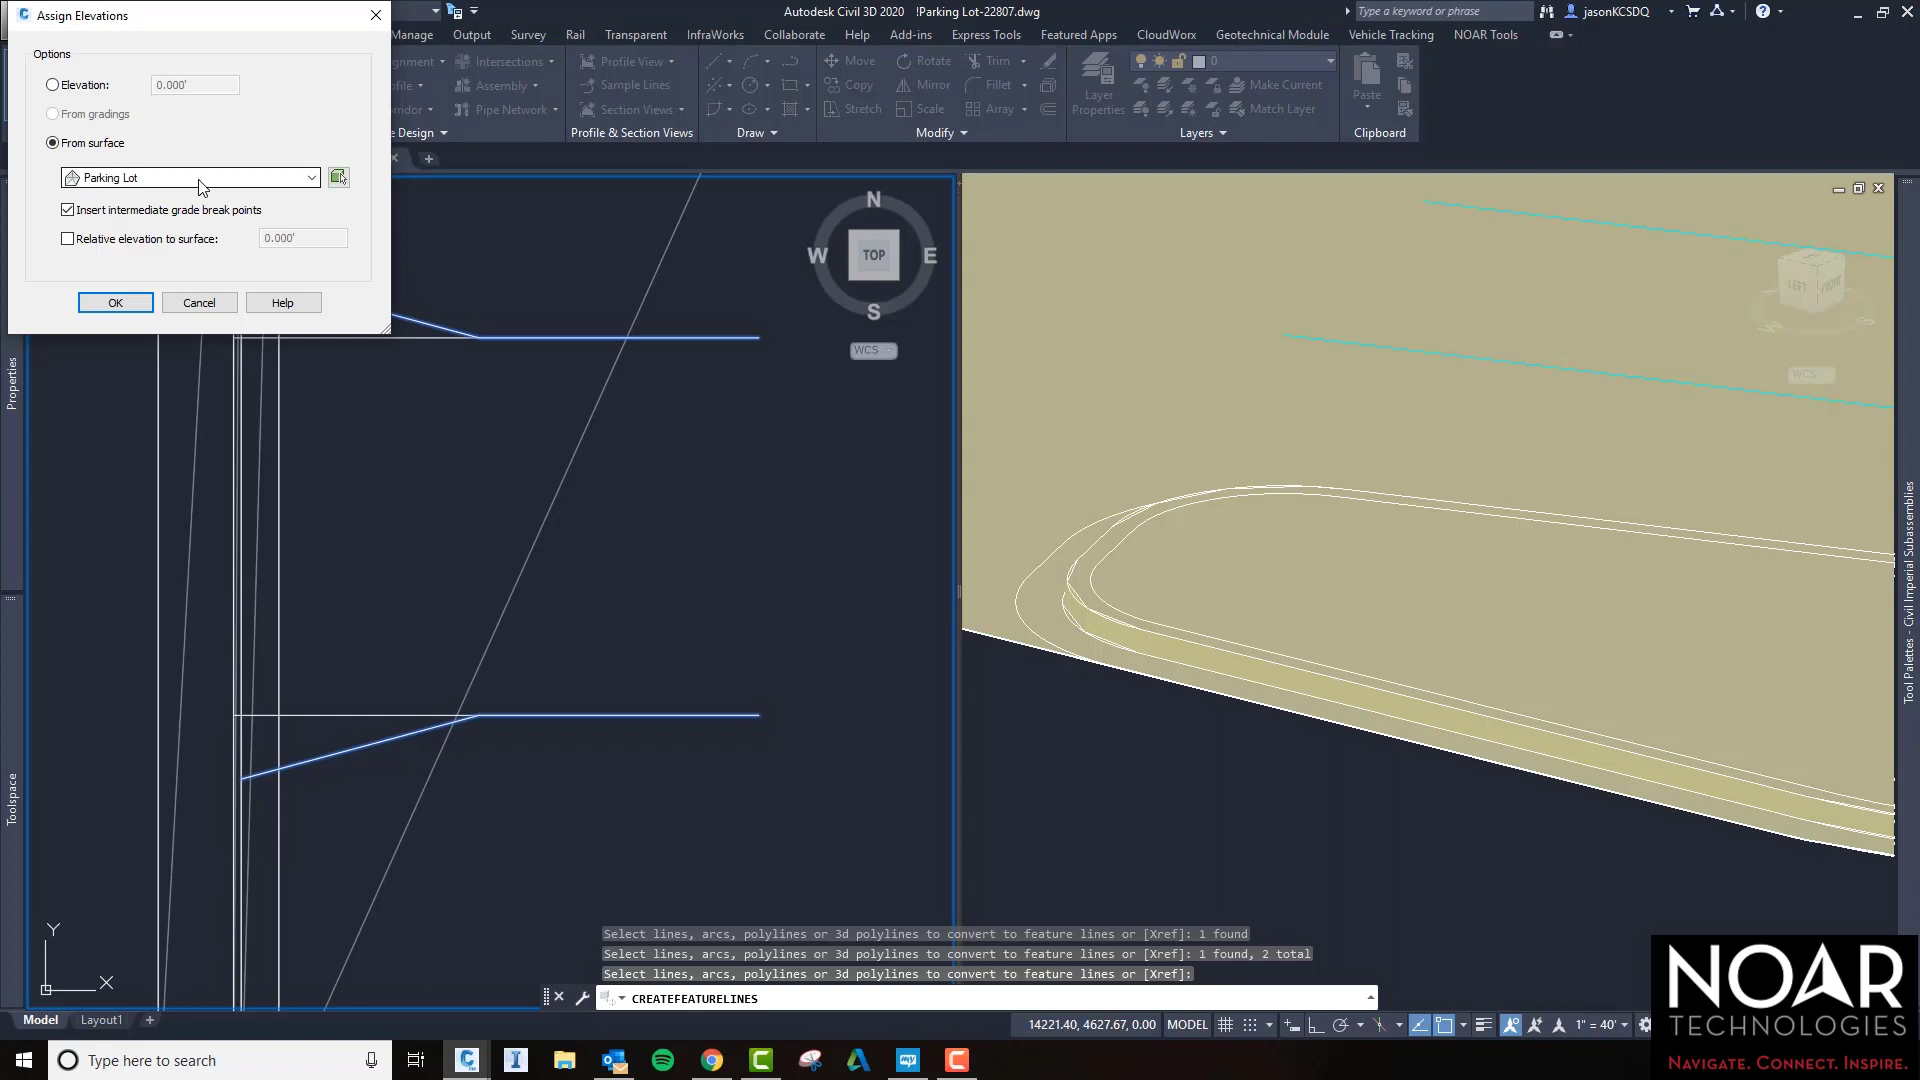 Assign Elevations
Autodesk Civil 3D 2020 !Parking Lot-22807.dwg
Type a keyword or phrase
jasonKCSDQ
Manage Output Survey Rail Transparent InfraWorks Collaborate Help Add-ins Express Tools Featured Apps CloudWorx Geotechnical Module Vehicle Tracking NOAR Tools
Options
Elevation: 0.000'
From gradings
From surface
Parking Lot
Insert intermediate grade break points
Relative elevation to surface: 0.000'
OK Cancel Help
Intersections Profile View Move Rotate Trim 0
Assembly Sample Lines Copy Mirror Fillet Make Current
Pipe Network Section Views Stretch Scale Array Match Layer
Layer
Properties
Paste
Design Profile & Section Views Draw Modify Layers Clipboard
N
W TOP E
S
WCS
LEFT FRONT
W S
WCS
Properties
Toolspace
Tool Palettes - Civil Imperial Subassemblies
Y
X
Select lines, arcs, polylines or 3d polylines to convert to feature lines or [Xref]: 1 found
Select lines, arcs, polylines or 3d polylines to convert to feature lines or [Xref]: 1 found, 2 total
Select lines, arcs, polylines or 3d polylines to convert to feature lines or [Xref]:
CREATEFEATURELINES
Model Layout1
14221.40, 4627.67, 0.00 MODEL 1" = 40'
Type here to search
NOAR
TECHNOLOGIES
NAVIGATE. CONNECT. INSPIRE.